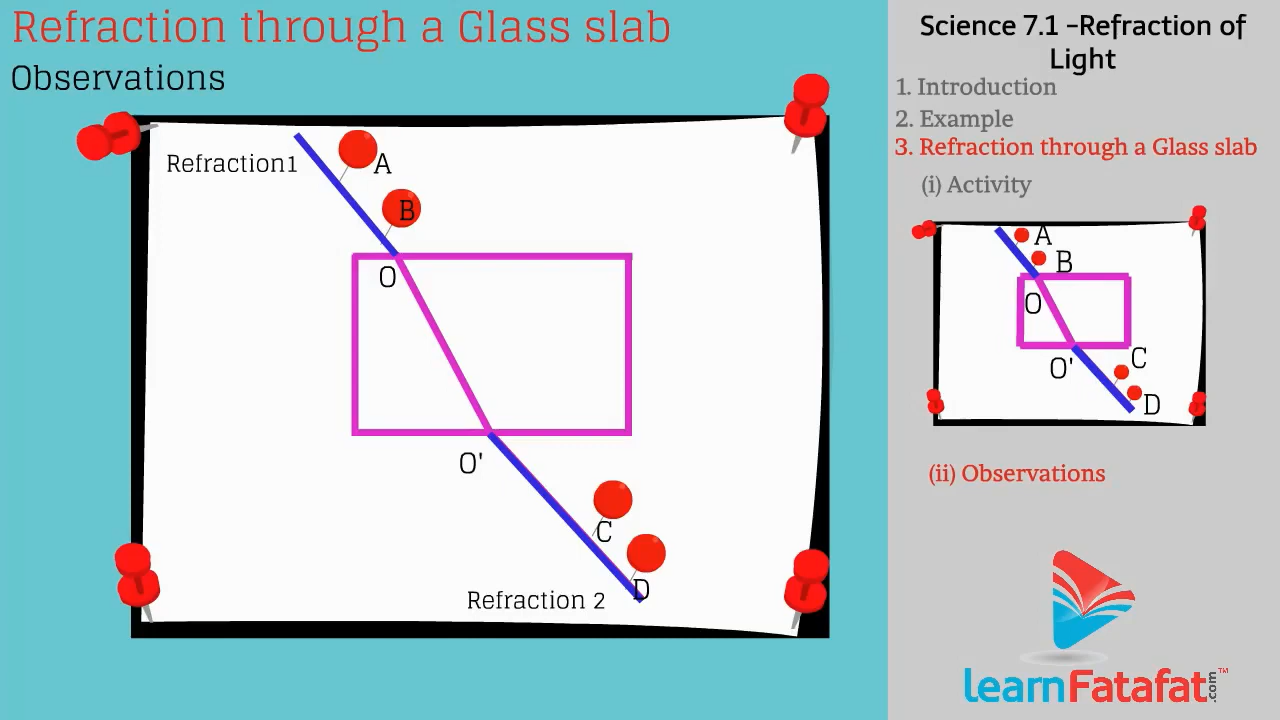 Refraction through a Glass slab
Observations
Refraction1
A
B
O
O'
C
D
Refraction 2
Science 7.1 –Refraction of
Light
1. Introduction
2. Example
3. Refraction through a Glass slab
(i) Activity
A
B
O
O'
C
D
(ii) Observations
learnFatafat.com™